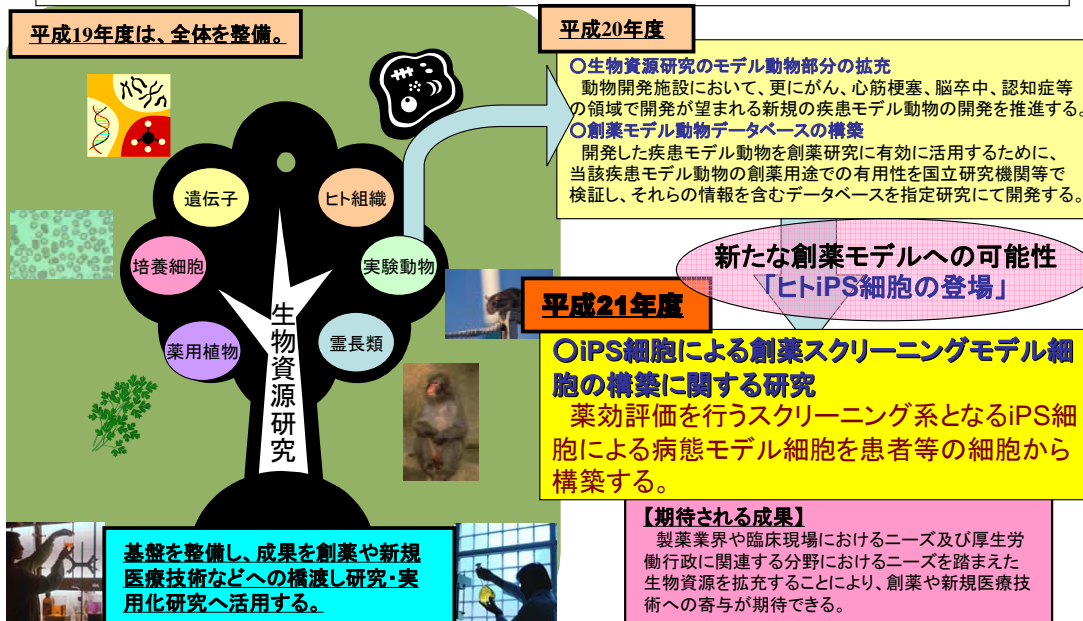 平成19年度は、全体を整備。
遺伝子
ヒト組織
培養細胞
実験動物
薬用植物
霊長類
生物資源研究
基盤を整備し、成果を創薬や新規
医療技術などへの橋渡し研究・実
用化研究へ活用する。
平成20年度
○生物資源研究のモデル動物部分の拡充
動物開発施設において、更にがん、心筋梗塞、脳卒中、認知症等
の領域で開発が望まれる新規の疾患モデル動物の開発を推進する。
○創薬モデル動物データベースの構築
開発した疾患モデル動物を創薬研究に有効に活用するために、
当該疾患モデル動物の創薬用途での有用性を国立研究機関等で
検証し、それらの情報を含むデータベースを指定研究にて開発する。
新たな創薬モデルへの可能性
「ヒトiPS細胞の登場」
平成21年度
○iPS細胞による創薬スクリーニングモデル細
胞の構築に関する研究
薬効評価を行うスクリーニング系となるiPS細
胞による病態モデル細胞を患者等の細胞から
構築する。
【期待される成果】
製薬業界や臨床現場におけるニーズ及び厚生労
働行政に関連する分野におけるニーズを踏まえた
生物資源を拡充することにより、創薬や新規医療技
術への寄与が期待できる。